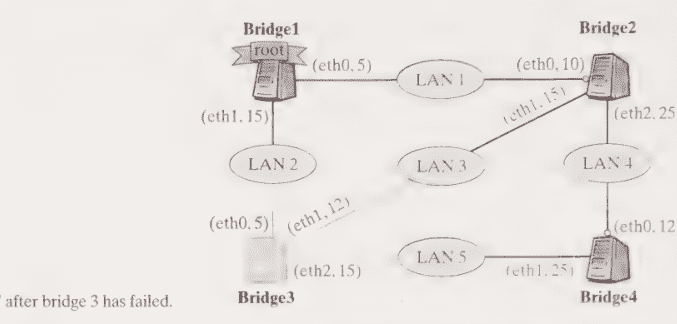 Bridge1
Bridge2
root
(eth0, 5)
LAN 1
(eth0, 10)
(eth1, 15)
(eth1, 15)
(eth2, 25
LAN 2
LAN 3
LAN 4
(eth0, 5)
(eth1, 12)
(eth0, 12
(eth2, 15)
LAN 5
(eth1, 25)
after bridge 3 has failed.
Bridge3
Bridge4